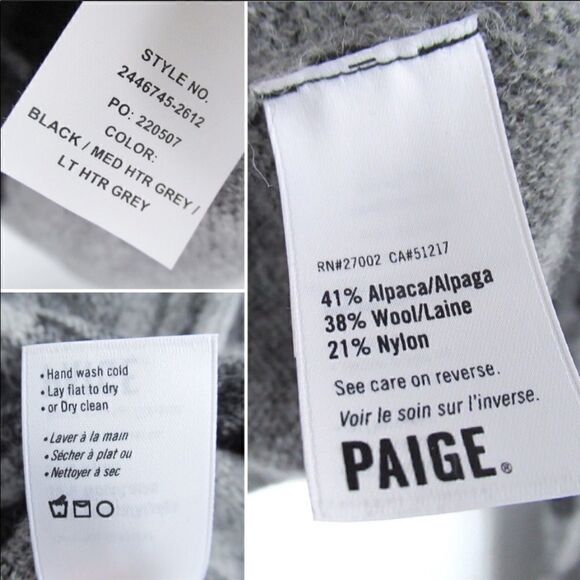 STYLE NO.
2446745-2612
PO: 220507
COLOR:
BLACK / MED HTR GREY /
LT HTR GREY
RN#27002 CA#51217
41% Alpaca/Alpaga
38% Wool/Laine
21% Nylon
See care on reverse.
Voir le soin sur l'inverse.
PAIGE®
• Hand wash cold
• Lay flat to dry
• or Dry clean
• Laver à la main
• Sécher à plat ou
• Nettoyer à sec